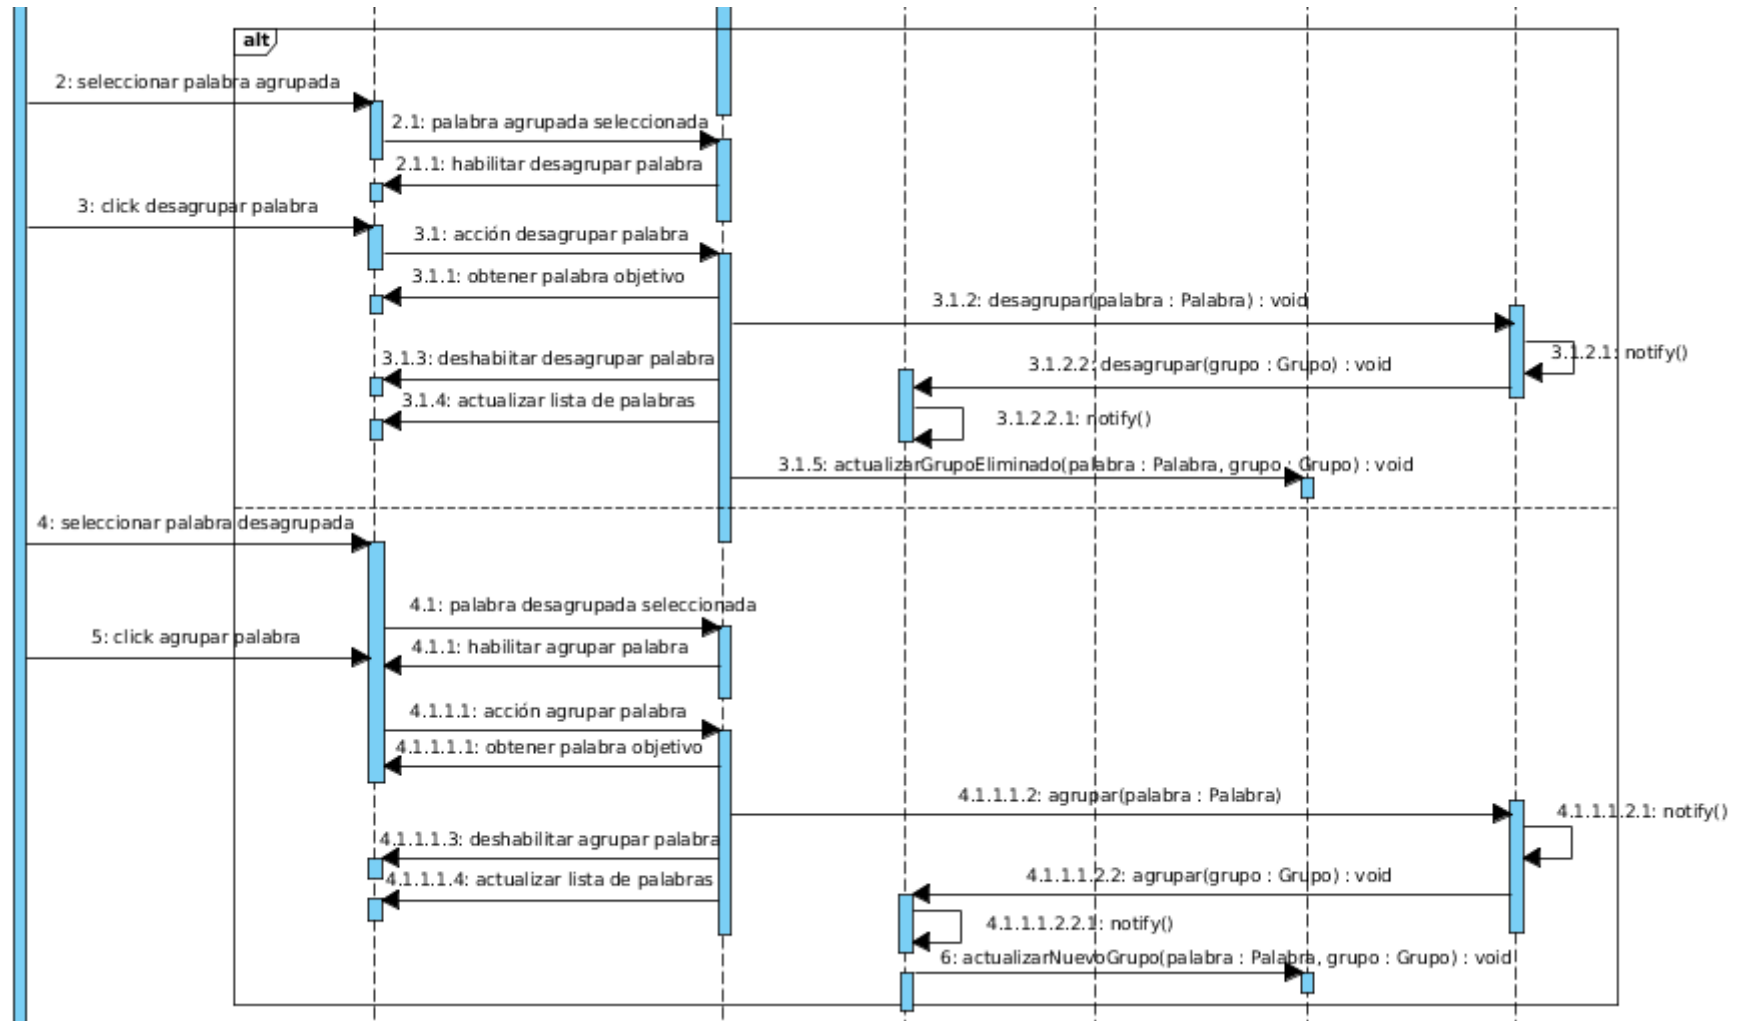 alt
2: seleccionar palabra agrupada
2.1: palabra agrupada seleccionada
2.1.1: habilitar desagrupar palabra
3: click desagrupar palabra
3.1: acción desagrupar palabra
3.1.1: obtener palabra objetivo
3.1.2: desagrupar(palabra : Palabra) : void
3.1.2.1: notify()
3.1.3: deshabiitar desagrupar palabra
3.1.2.2: desagrupar(grupo : Grupo) : void
3.1.4: actualizar lista de palabras
3.1.2.2.1: notify()
3.1.5: actualizarGrupoEliminado(palabra : Palabra, grupo : Grupo) : void
4: seleccionar palabra desagrupada
4.1: palabra desagrupada seleccionada
5: click agrupar palabra
4.1.1: habilitar agrupar palabra
4.1.1.1: acción agrupar palabra
4.1.1.1.1: obtener palabra objetivo
4.1.1.1.2: agrupar(palabra : Palabra)
4.1.1.1.2.1: notify()
4.1.1.1.3: deshabilitar agrupar palabra
4.1.1.1.2.2: agrupar(grupo : Grupo) : void
4.1.1.1.4: actualizar lista de palabras
4.1.1.1.2.2.1: notify()
6: actualizarNuevoGrupo(palabra : Palabra, grupo : Grupo) : void